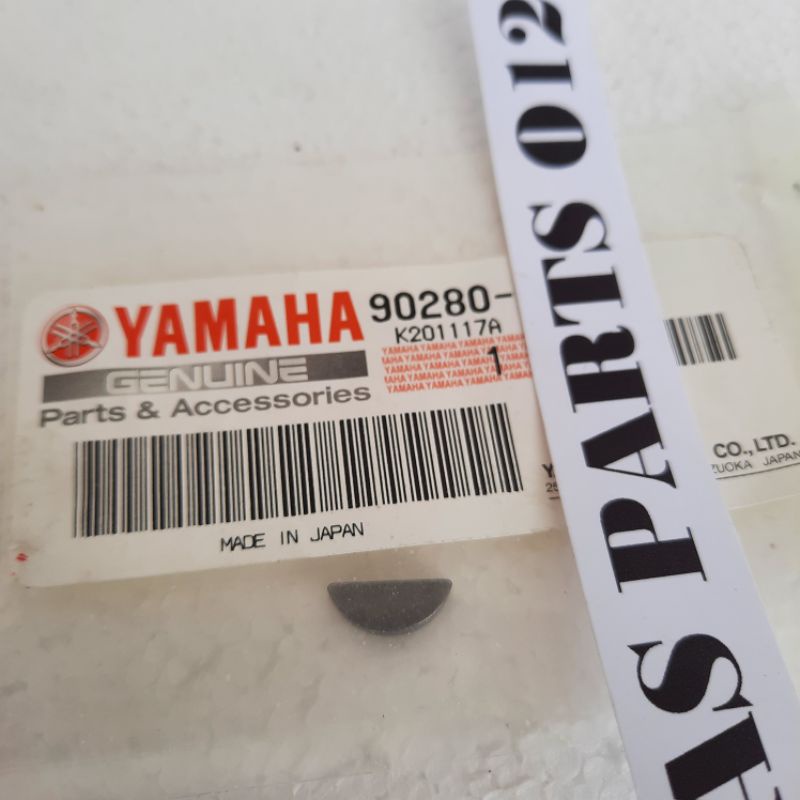 YAMAHA 90280-
K201117A
GENUINE
Parts & Accessories
YAMAHA YAMAHA YAMAHA YAMAHA
1
MADE IN JAPAN
CO., LTD.
JAPAN
AS PARTS 012